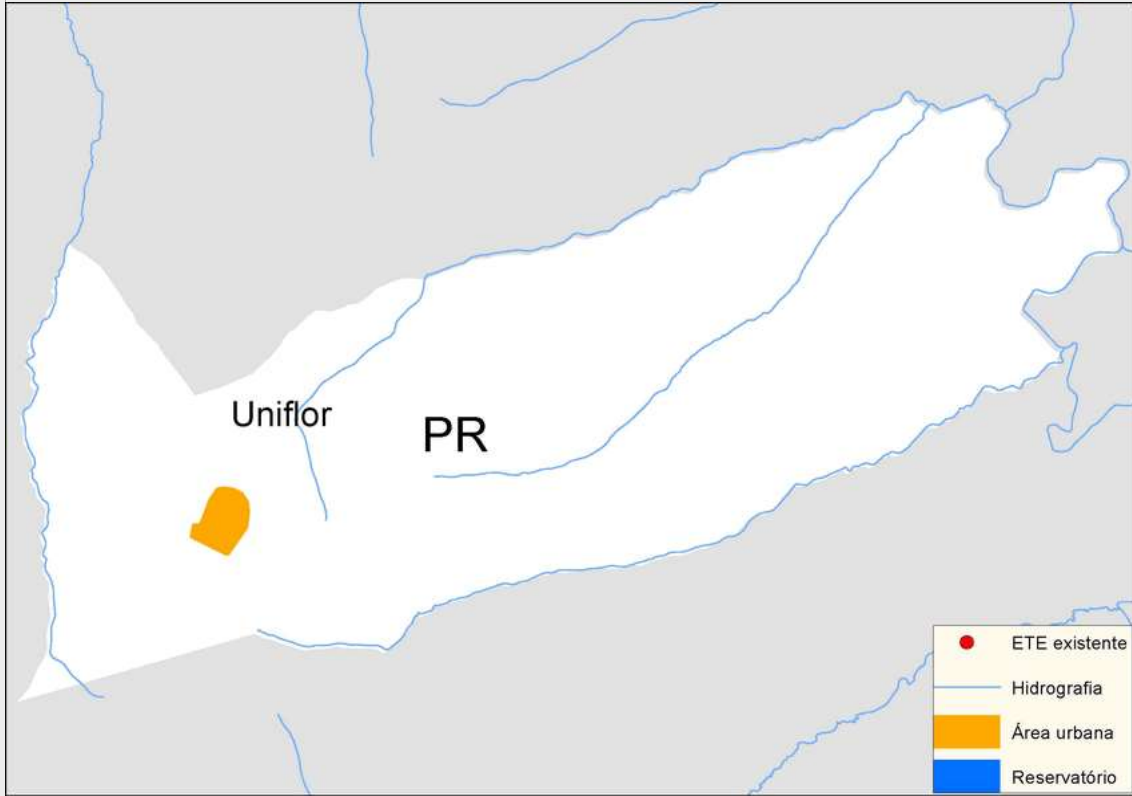 Uniflor
PR
ETE existente
Hidrografia
Área urbana
Reservatório